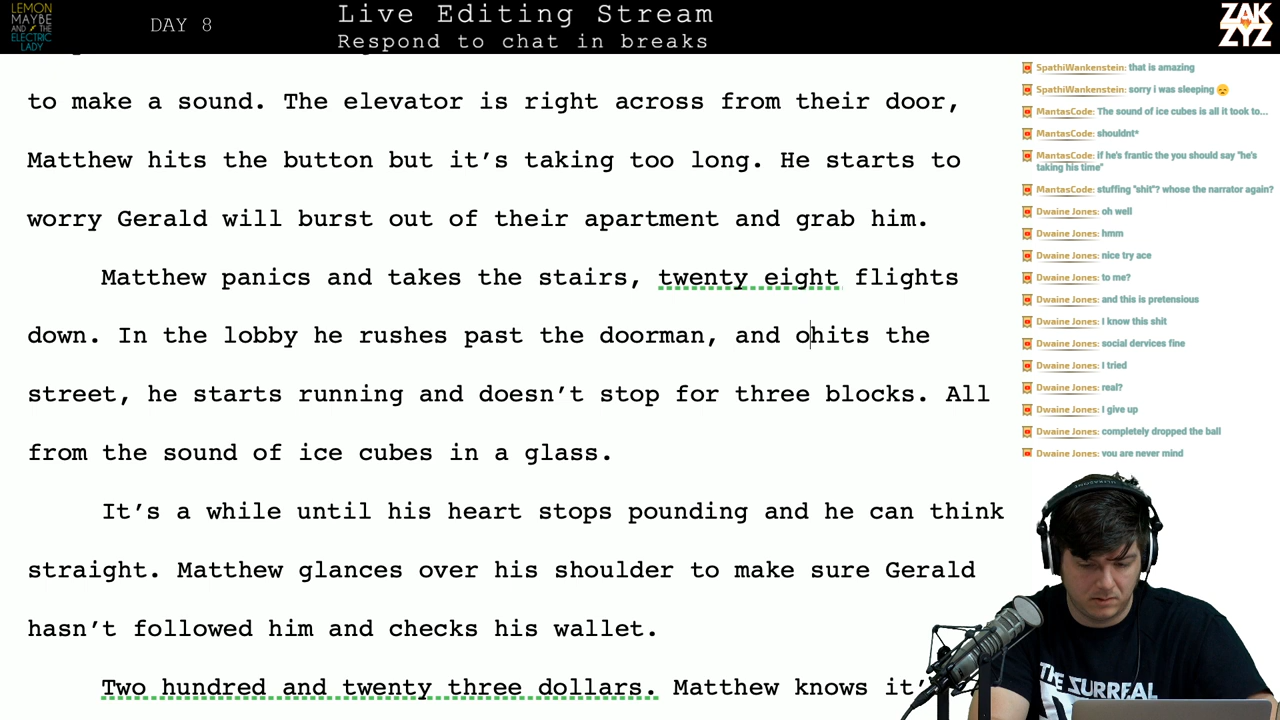 LEMON
MAYBE
AND THE
ELECTRIC
LADY
DAY 8
Live Editing Stream
Respond to chat in breaks
ZAK
ZYZ
to make a sound. The elevator is right across from their door,
Matthew hits the button but it’s taking too long. He starts to
worry Gerald will burst out of their apartment and grab him.
Matthew panics and takes the stairs, twenty eight flights
down. In the lobby he rushes past the doorman, and ohits the
street, he starts running and doesn’t stop for three blocks. All
from the sound of ice cubes in a glass.
It’s a while until his heart stops pounding and he can think
straight. Matthew glances over his shoulder to make sure Gerald
hasn’t followed him and checks his wallet.
Two hundred and twenty three dollars. Matthew knows it’
SpathiWankenstein: that is amazing
SpathiWankenstein: sorry i was sleeping 😞
MantasCode: The sound of ice cubes is all it took to...
MantasCode: shouldnt*
MantasCode: if he's frantic the you should say "he's
taking his time"
MantasCode: stuffing "shit"? whose the narrator again?
Dwaine Jones: oh well
Dwaine Jones: hmm
Dwaine Jones: nice try ace
Dwaine Jones: to me?
Dwaine Jones: and this is pretensious
Dwaine Jones: I know this shit
Dwaine Jones: social dervices fine
Dwaine Jones: I tried
Dwaine Jones: real?
Dwaine Jones: I give up
Dwaine Jones: completely dropped the ball
Dwaine Jones: you are never mind
THE SURREAL